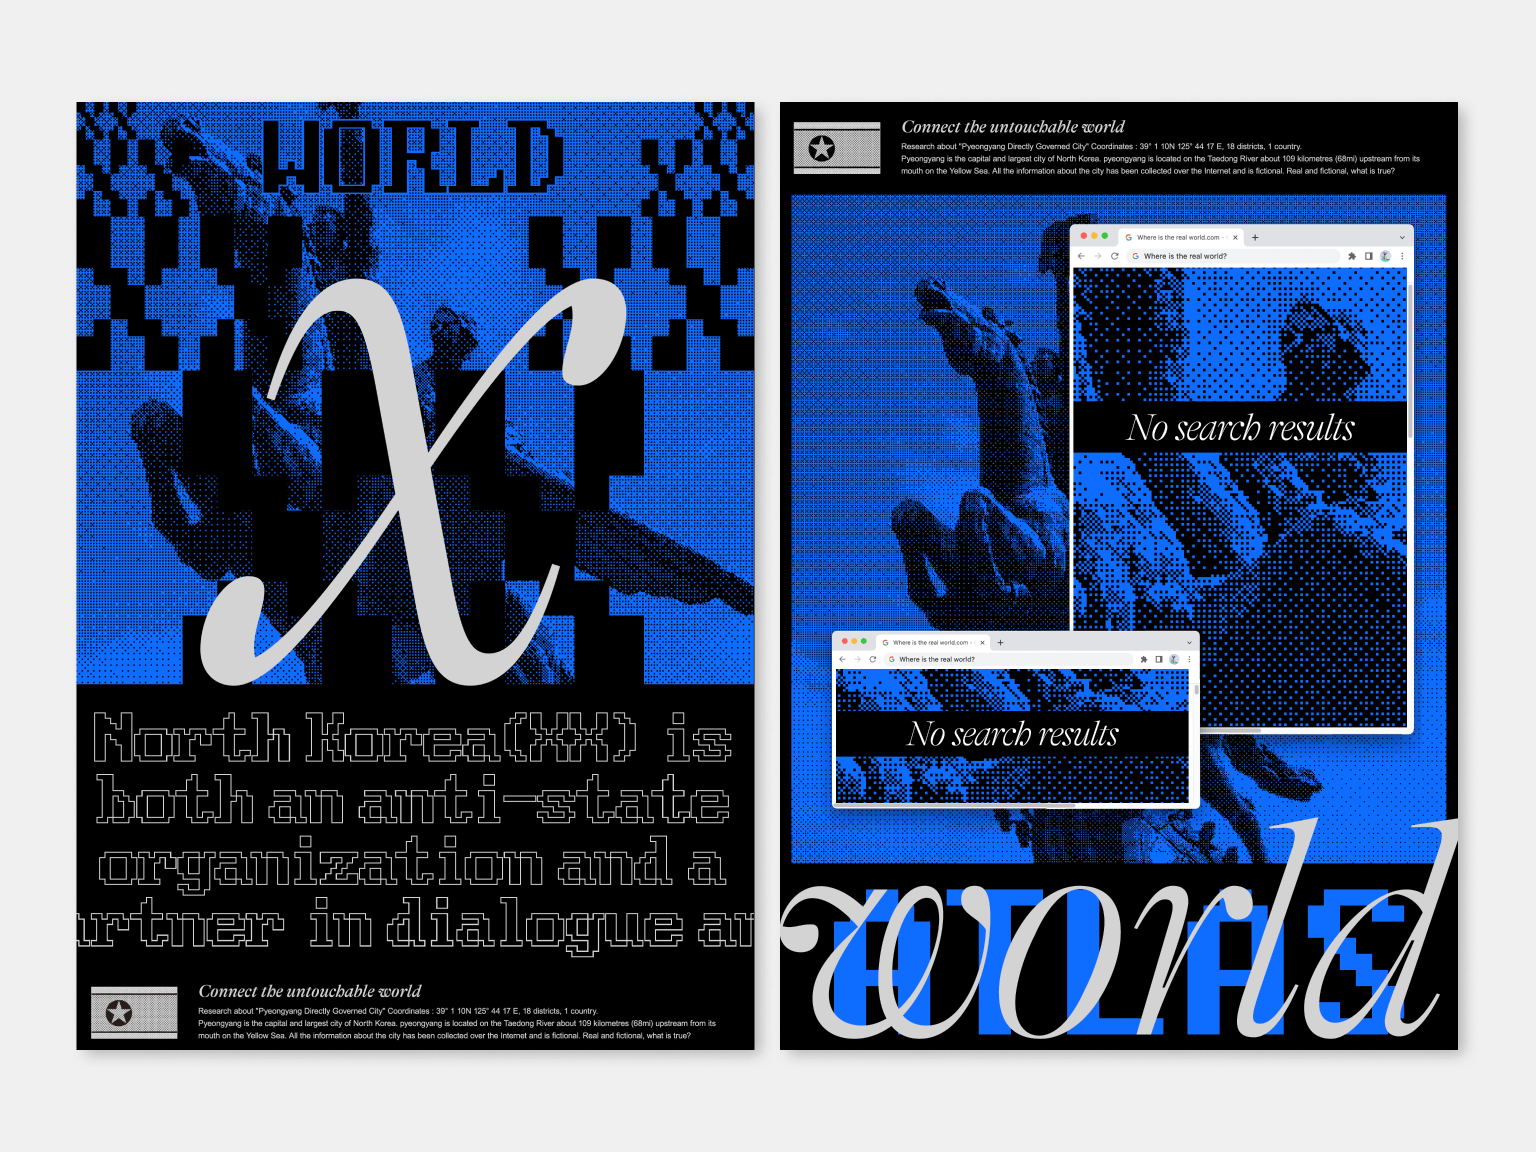 WORLD
X
North Korea(XX) is
both an anti-state
organization and a
artner in dialogue an
Connect the untouchable world
Research about "Pyeongyang Directly Governed City" Coordinates : 39° 1 10N 125° 44 17 E, 18 districts, 1 country.
Pyeongyang is the capital and largest city of North Korea. pyeongyang is located on the Taedong River about 109 kilometres (68mi) upstream from its
mouth on the Yellow Sea. All the information about the city has been collected over the Internet and is fictional. Real and fictional, what is true?
Connect the untouchable world
Research about "Pyeongyang Directly Governed City" Coordinates : 39° 1 10N 125° 44 17 E, 18 districts, 1 country.
Pyeongyang is the capital and largest city of North Korea. pyeongyang is located on the Taedong River about 109 kilometres (68mi) upstream from its
mouth on the Yellow Sea. All the information about the city has been collected over the Internet and is fictional. Real and fictional, what is true?
Where is the real world.com -
Where is the real world?
No search results
Where is the real world.com -
Where is the real world?
No search results
world
ATLAS